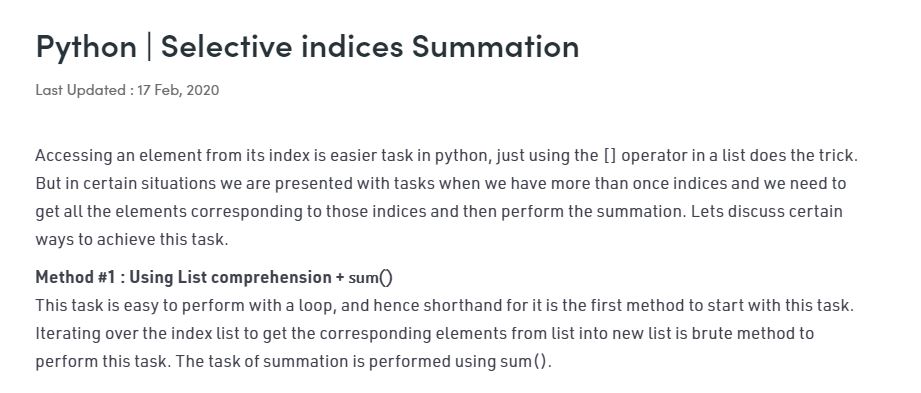 Python | Selective indices Summation
Last Updated : 17 Feb, 2020
Accessing an element from its index is easier task in python, just using the [] operator in a list does the trick.
But in certain situations we are presented with tasks when we have more than once indices and we need to
get all the elements corresponding to those indices and then perform the summation. Lets discuss certain
ways to achieve this task.
Method #1 : Using List comprehension + sum()
This task is easy to perform with a loop, and hence shorthand for it is the first method to start with this task.
Iterating over the index list to get the corresponding elements from list into new list is brute method to
perform this task. The task of summation is performed using sum().